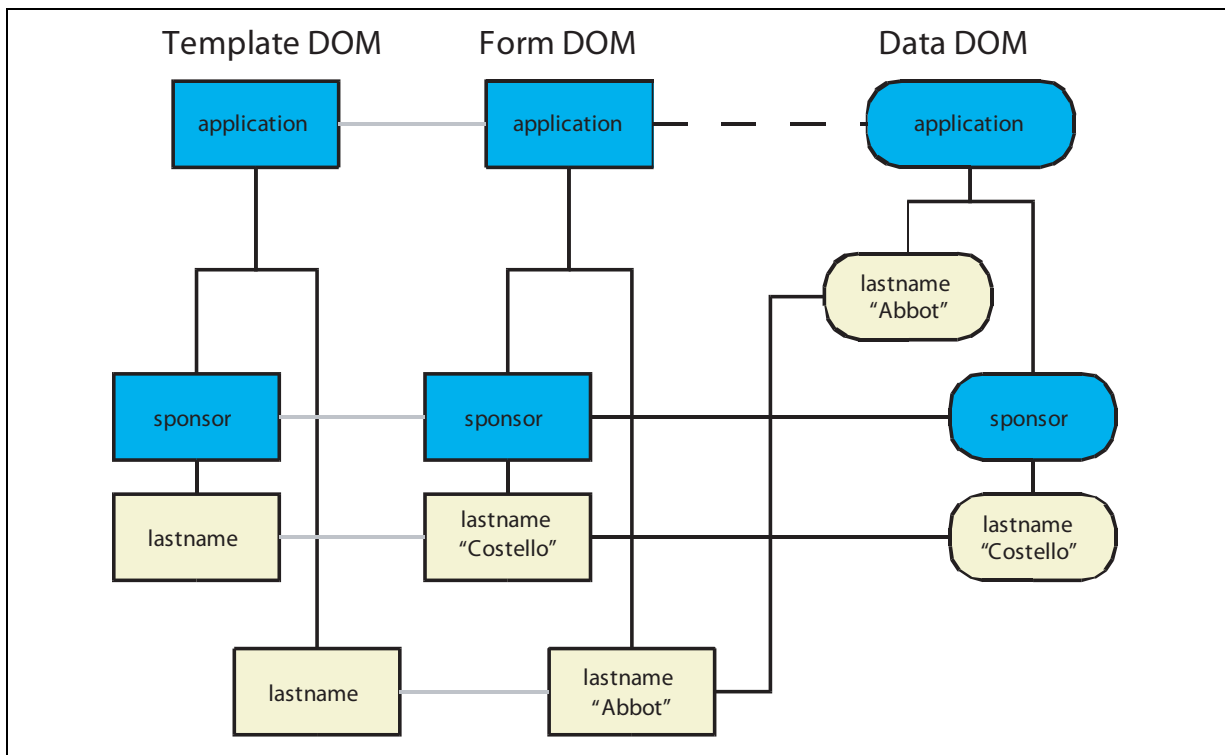 Template DOM
Form DOM
Data DOM
application
application
application
lastname
“Abbot”
sponsor
sponsor
sponsor
lastname
lastname
“Costello”
lastname
“Costello”
lastname
lastname
“Abbot”